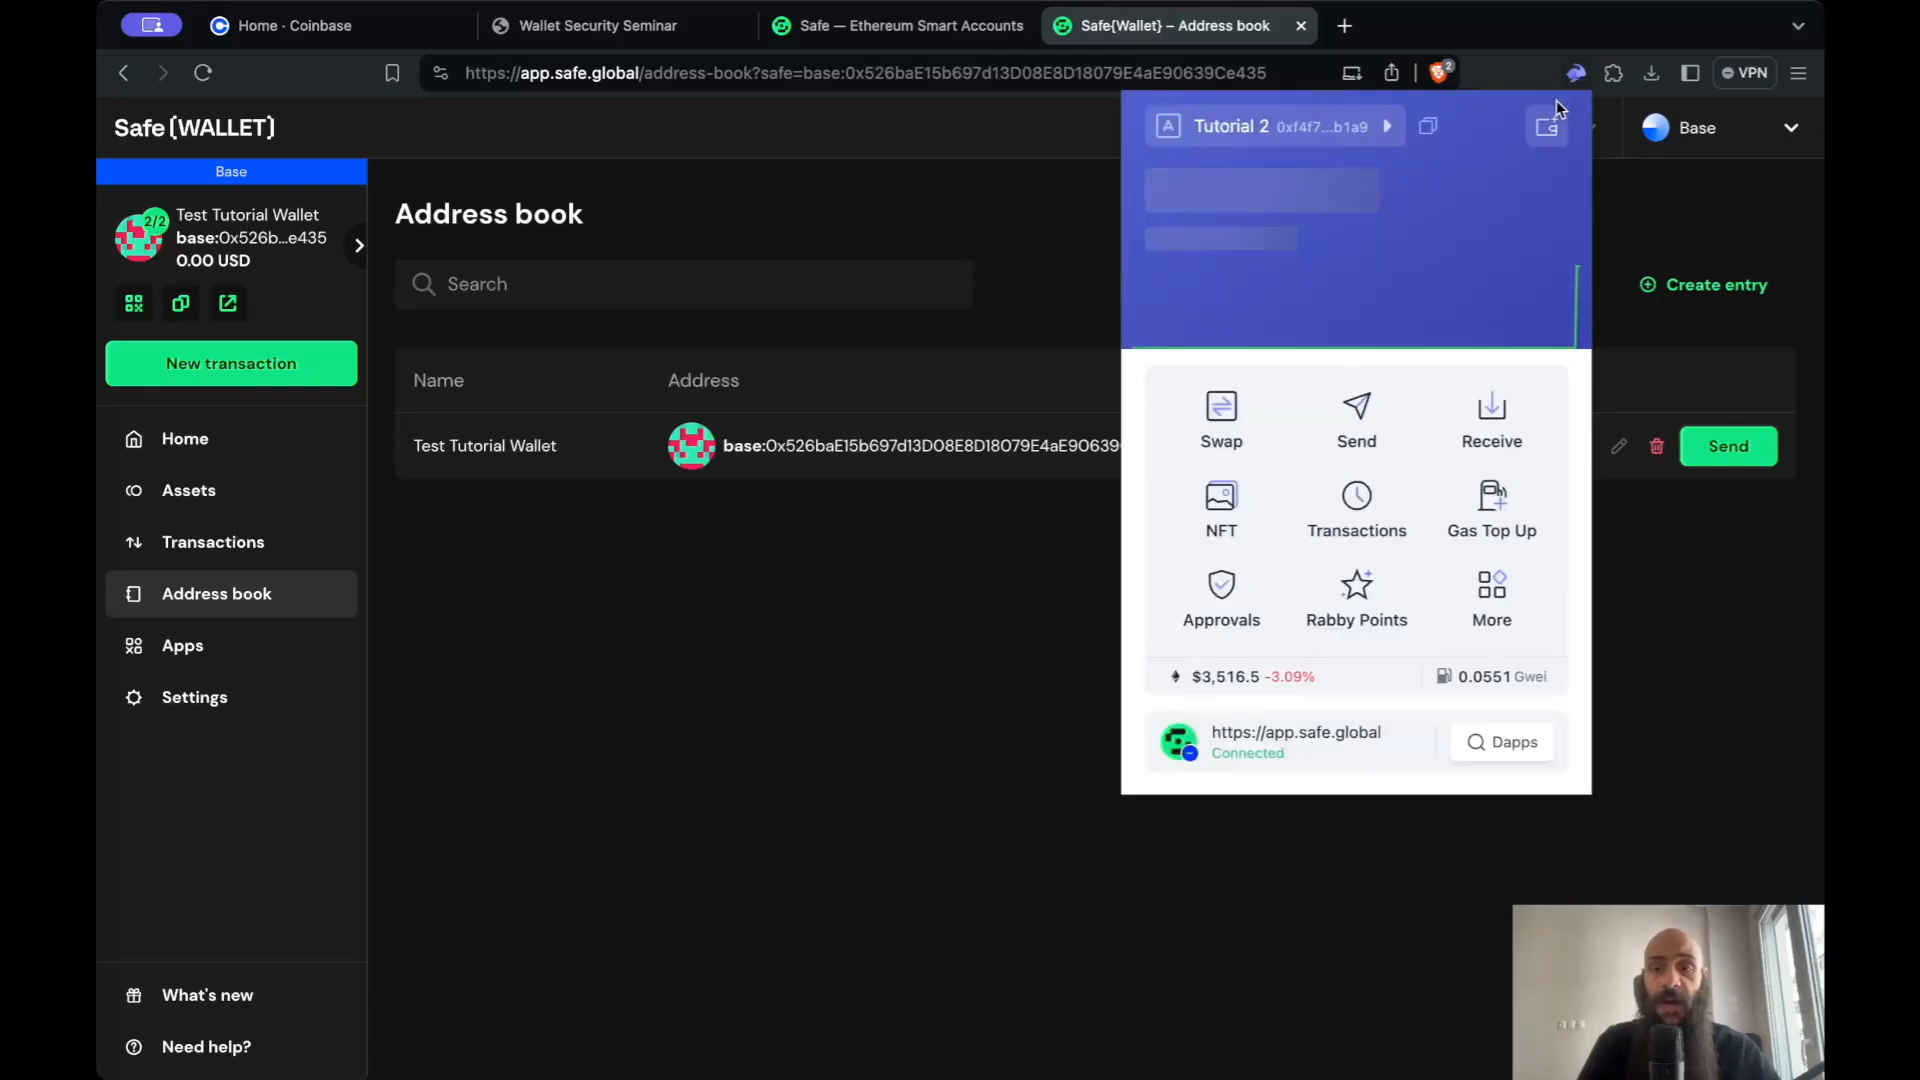 Home · Coinbase
Wallet Security Seminar
Safe — Ethereum Smart Accounts
Safe{Wallet} – Address book
https://app.safe.global/address-book?safe=base:0x526baE15b697d13D08E8D18079E4aE90639Ce435
2
VPN
Safe{WALLET}
Base
Base
2/2
Test Tutorial Wallet
base:0x526b...e435
0.00 USD
New transaction
Home
Assets
Transactions
Address book
Apps
Settings
What's new
Need help?
Address book
Search
Create entry
Name
Address
Test Tutorial Wallet
base:0x526baE15b697d13D08E8D18079E4aE90639
Send
A
Tutorial 2 0xf4f7...b1a9
Swap
Send
Receive
NFT
Transactions
Gas Top Up
Approvals
Rabby Points
More
$3,516.5 -3.09%
0.0551 Gwei
https://app.safe.global
Connected
Dapps